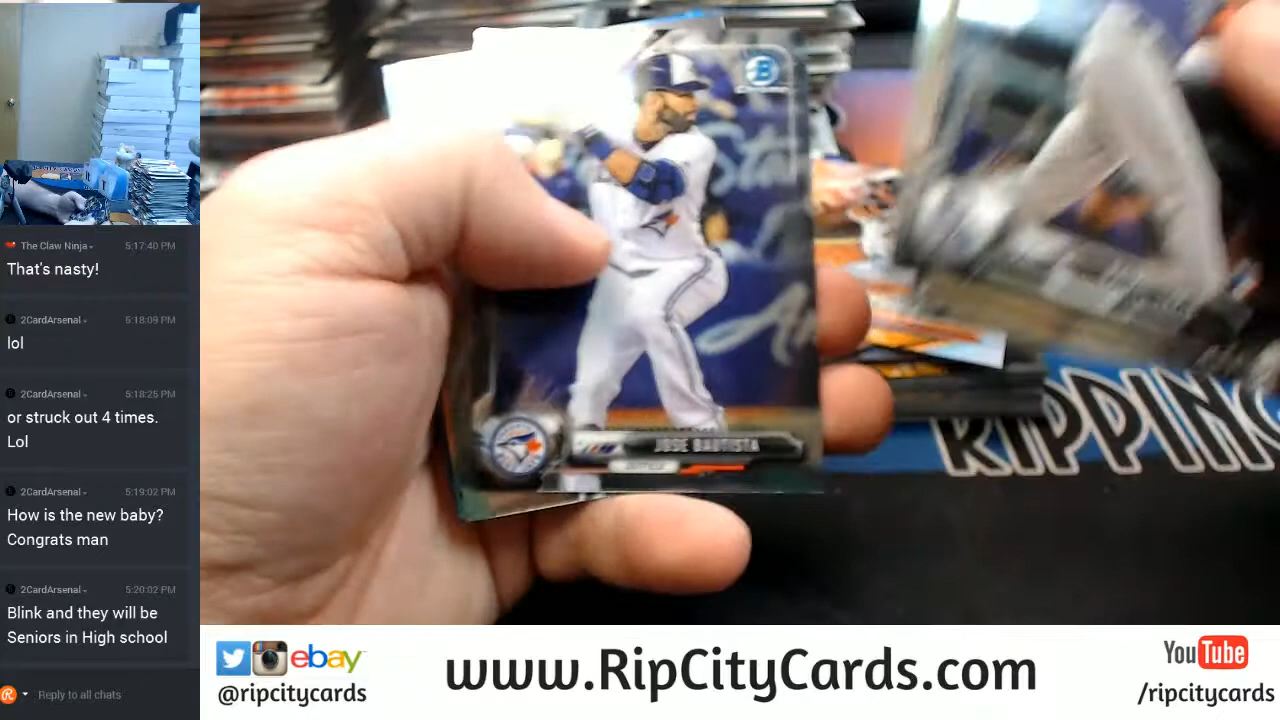 The Claw Ninja 5:17:40 PM
That's nasty!
2CardArsenal 5:18:09 PM
lol
2CardArsenal 5:18:25 PM
or struck out 4 times.
Lol
2CardArsenal 5:19:02 PM
How is the new baby?
Congrats man
2CardArsenal 5:20:02 PM
Blink and they will be
Seniors in High school
Reply to all chats
B
Star
JOSE BAUTISTA
RIPPING
ebay
@ripcitycards
www.RipCityCards.com
YouTube
/ripcitycards